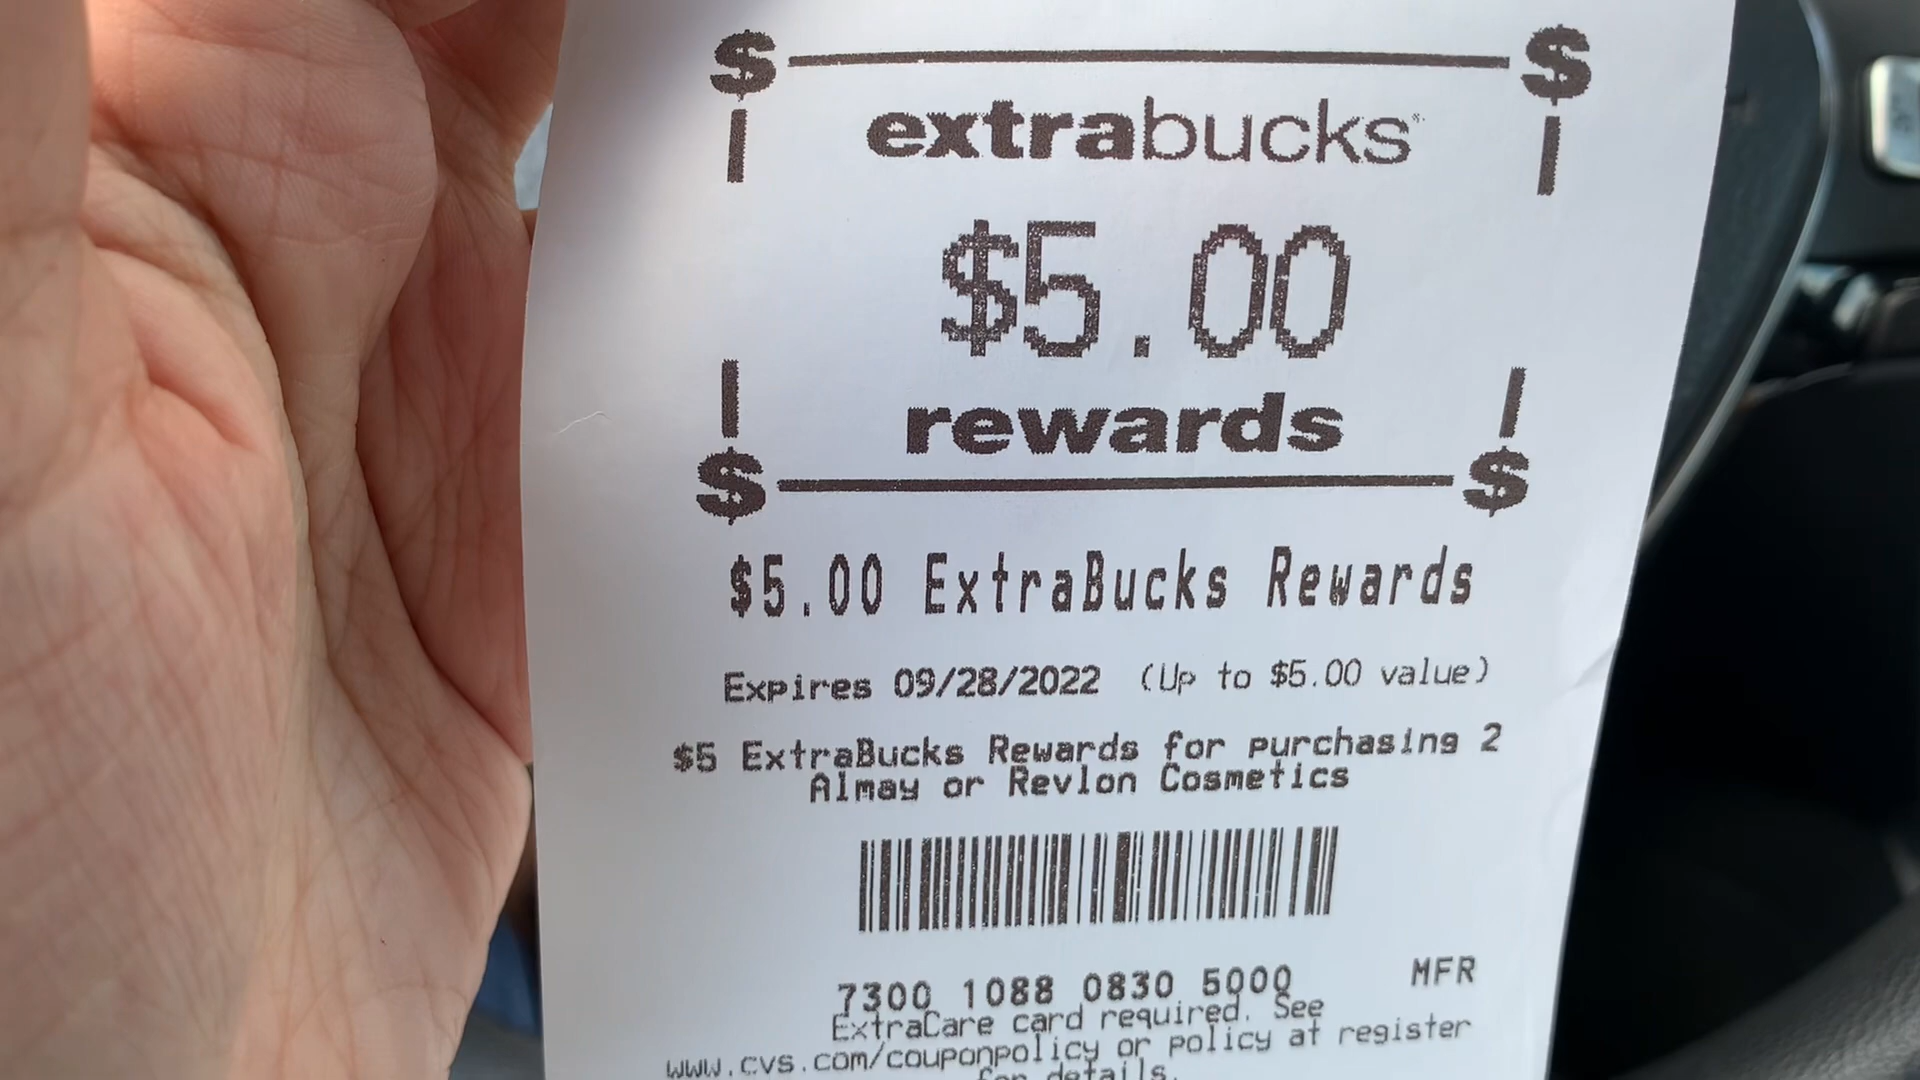 $ $
extrabucks
$5.00
rewards
$ $
$5.00 ExtraBucks Rewards
Expires 09/28/2022 (Up to $5.00 value)
$5 ExtraBucks Rewards for purchasing 2
Almay or Revlon Cosmetics
7300 1088 0830 5000 MFR
ExtraCare card required. See
www.cvs.com/couponpolicy or policy at register
for details.